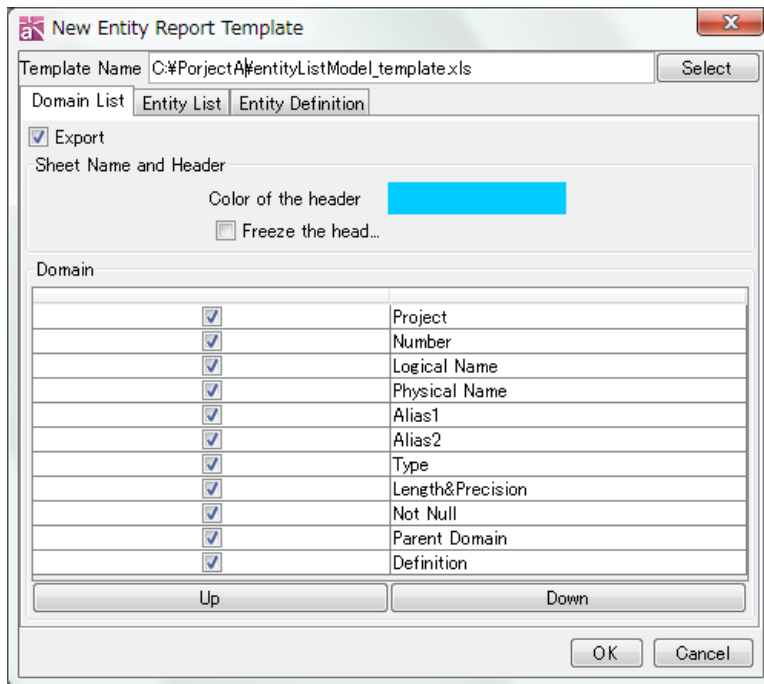 New Entity Report Template
Template Name C:¥PorjectA¥entityListModel_template.xls Select
Domain List Entity List Entity Definition
Export
Sheet Name and Header
Color of the header
Freeze the head...
Domain
Project
Number
Logical Name
Physical Name
Alias1
Alias2
Type
Length&Precision
Not Null
Parent Domain
Definition
Up Down
OK Cancel